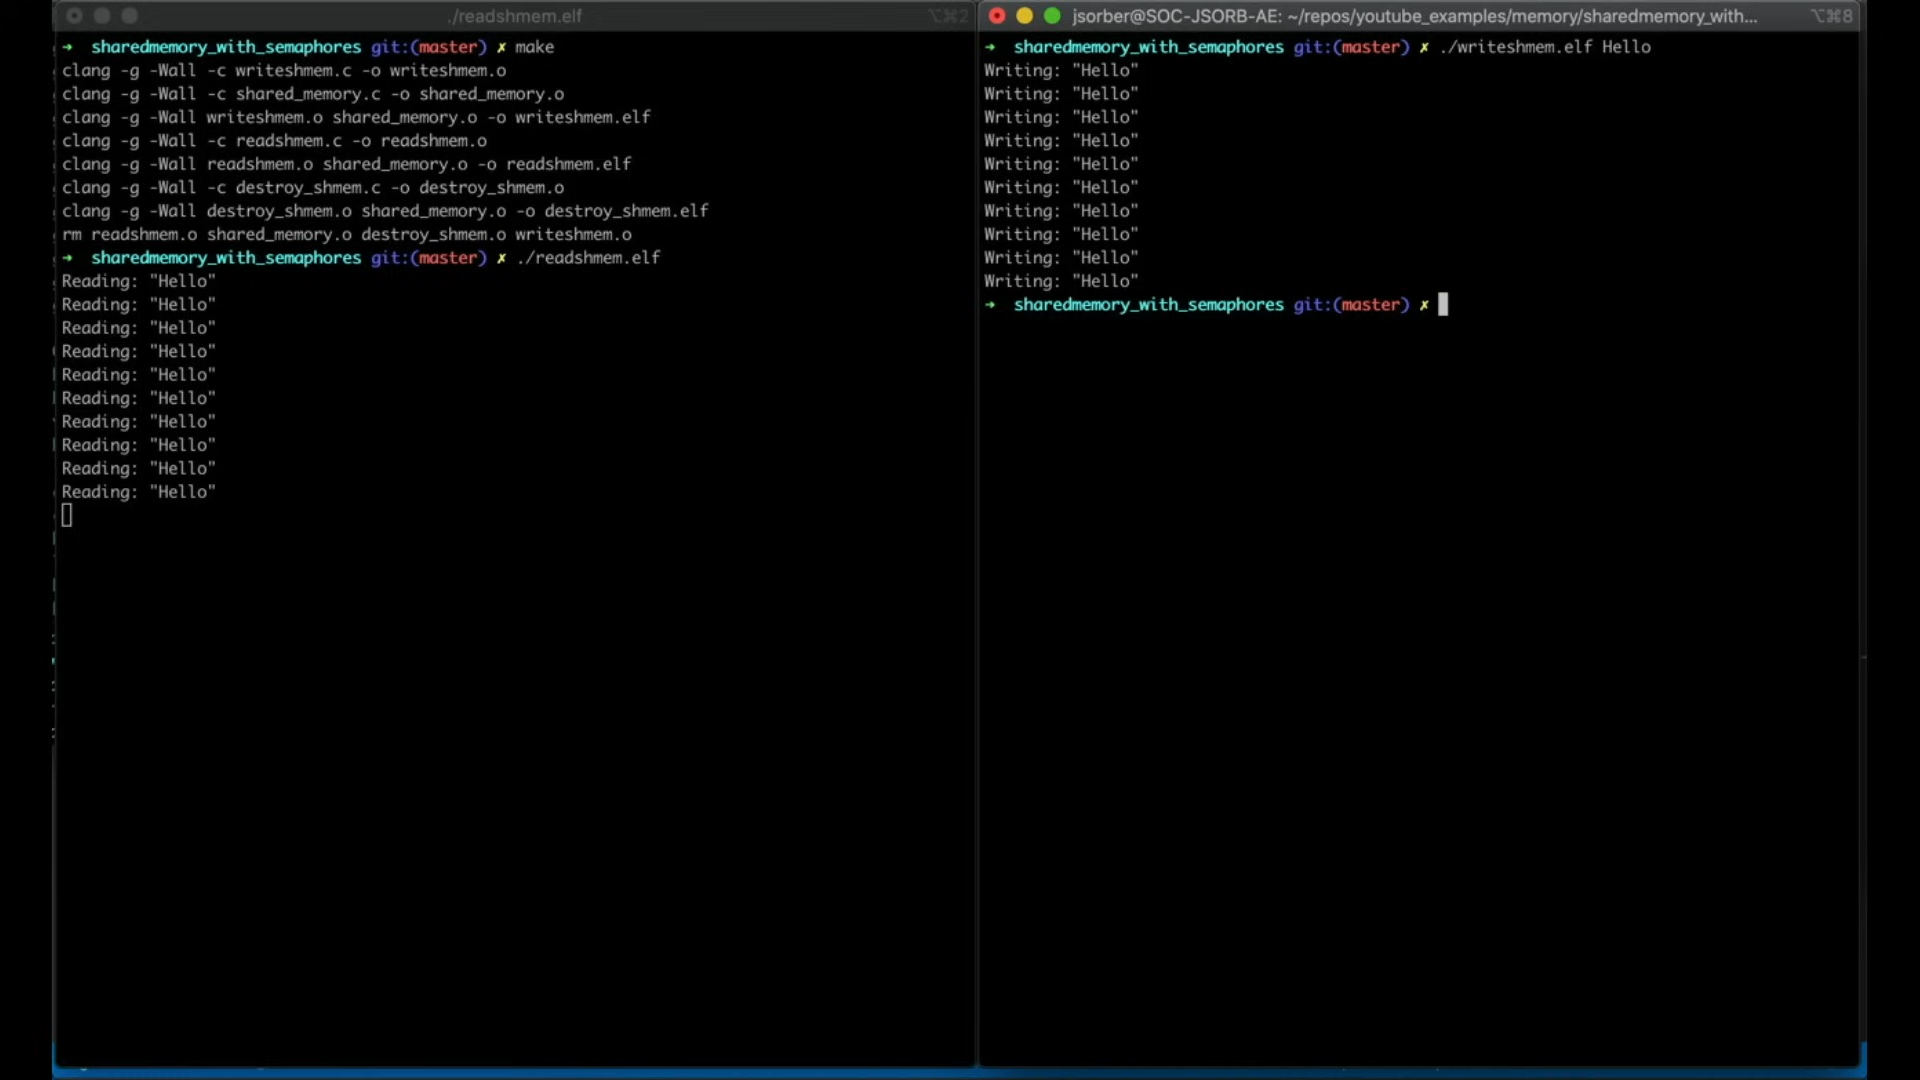 ./readshmem.elf
⌥⌘2
➜ sharedmemory_with_semaphores git:(master) ✗ make
clang -g -Wall -c writeshmem.c -o writeshmem.o
clang -g -Wall -c shared_memory.c -o shared_memory.o
clang -g -Wall writeshmem.o shared_memory.o -o writeshmem.elf
clang -g -Wall -c readshmem.c -o readshmem.o
clang -g -Wall readshmem.o shared_memory.o -o readshmem.elf
clang -g -Wall -c destroy_shmem.c -o destroy_shmem.o
clang -g -Wall destroy_shmem.o shared_memory.o -o destroy_shmem.elf
rm readshmem.o shared_memory.o destroy_shmem.o writeshmem.o
➜ sharedmemory_with_semaphores git:(master) ✗ ./readshmem.elf
Reading: "Hello"
Reading: "Hello"
Reading: "Hello"
Reading: "Hello"
Reading: "Hello"
Reading: "Hello"
Reading: "Hello"
Reading: "Hello"
Reading: "Hello"
Reading: "Hello"
jsorber@SOC-JSORB-AE: ~/repos/youtube_examples/memory/sharedmemory_with...
⌥⌘8
➜ sharedmemory_with_semaphores git:(master) ✗ ./writeshmem.elf Hello
Writing: "Hello"
Writing: "Hello"
Writing: "Hello"
Writing: "Hello"
Writing: "Hello"
Writing: "Hello"
Writing: "Hello"
Writing: "Hello"
Writing: "Hello"
Writing: "Hello"
➜ sharedmemory_with_semaphores git:(master) ✗